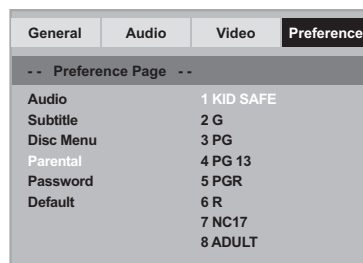 General Audio Video Preference
-- Preference Page --
Audio 1 KID SAFE
Subtitle 2 G
Disc Menu 3 PG
Parental 4 PG 13
Password 5 PGR
Default 6 R
7 NC17
8 ADULT